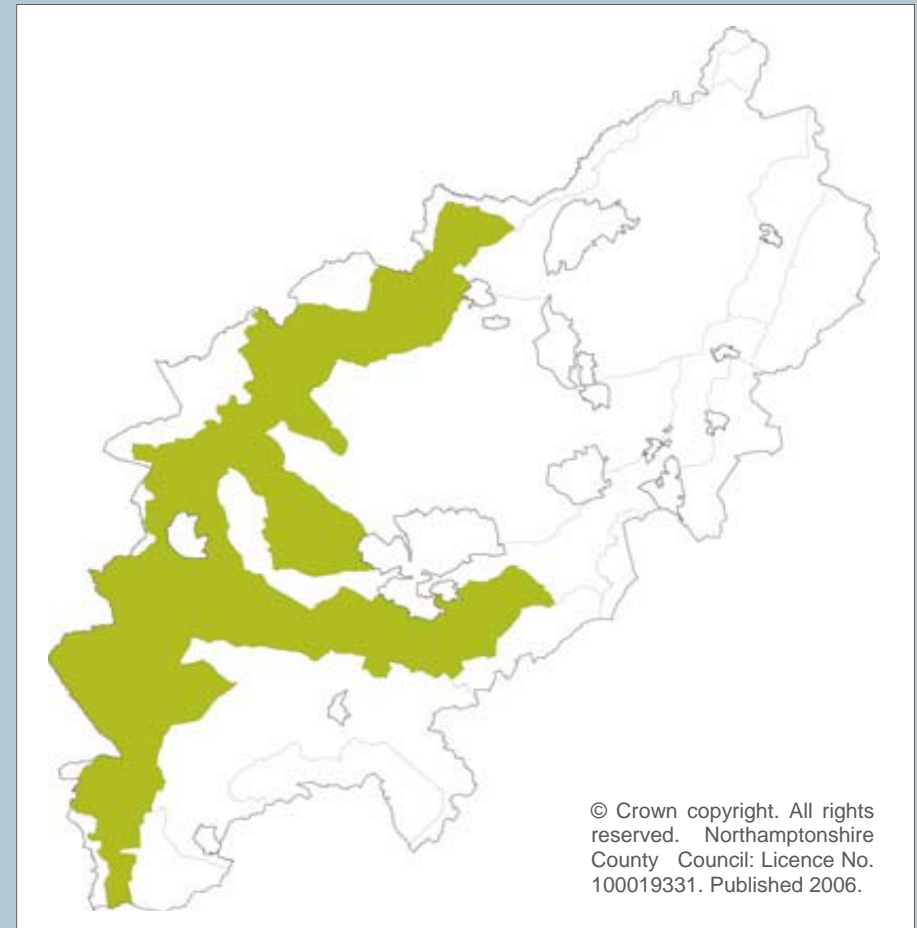 © Crown copyright. All rights
reserved. Northamptonshire
County Council: Licence No.
100019331. Published 2006.